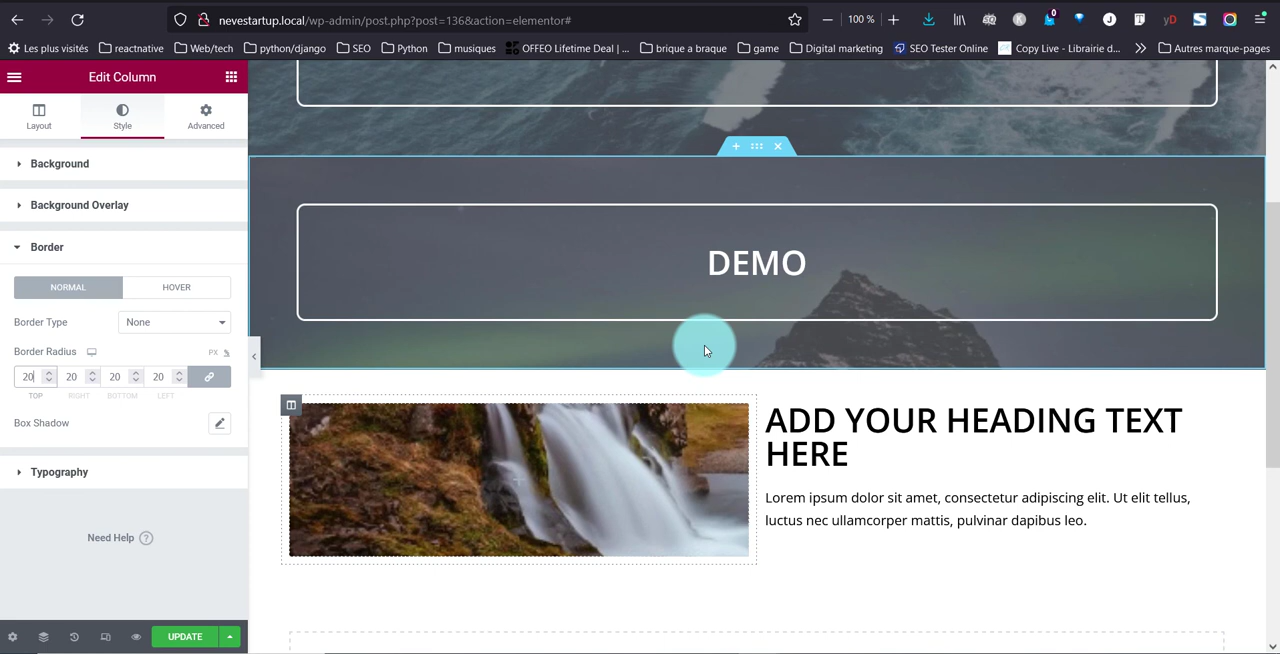 nevestartup.local/wp-admin/post.php?post=136&action=elementor#
100 %
0
yD
Les plus visités
reactnative
Web/tech
python/django
SEO
Python
musiques
OFFEO Lifetime Deal | ...
brique a braque
game
Digital marketing
SEO Tester Online
Copy Live - Librairie d...
Autres marque-pages
Edit Column
Layout
Style
Advanced
Background
Background Overlay
Border
NORMAL
HOVER
Border Type
None
Border Radius
PX
%
20
20
20
20
TOP
RIGHT
BOTTOM
LEFT
Box Shadow
Typography
Need Help ?
UPDATE
DEMO
ADD YOUR HEADING TEXT
HERE
Lorem ipsum dolor sit amet, consectetur adipiscing elit. Ut elit tellus,
luctus nec ullamcorper mattis, pulvinar dapibus leo.